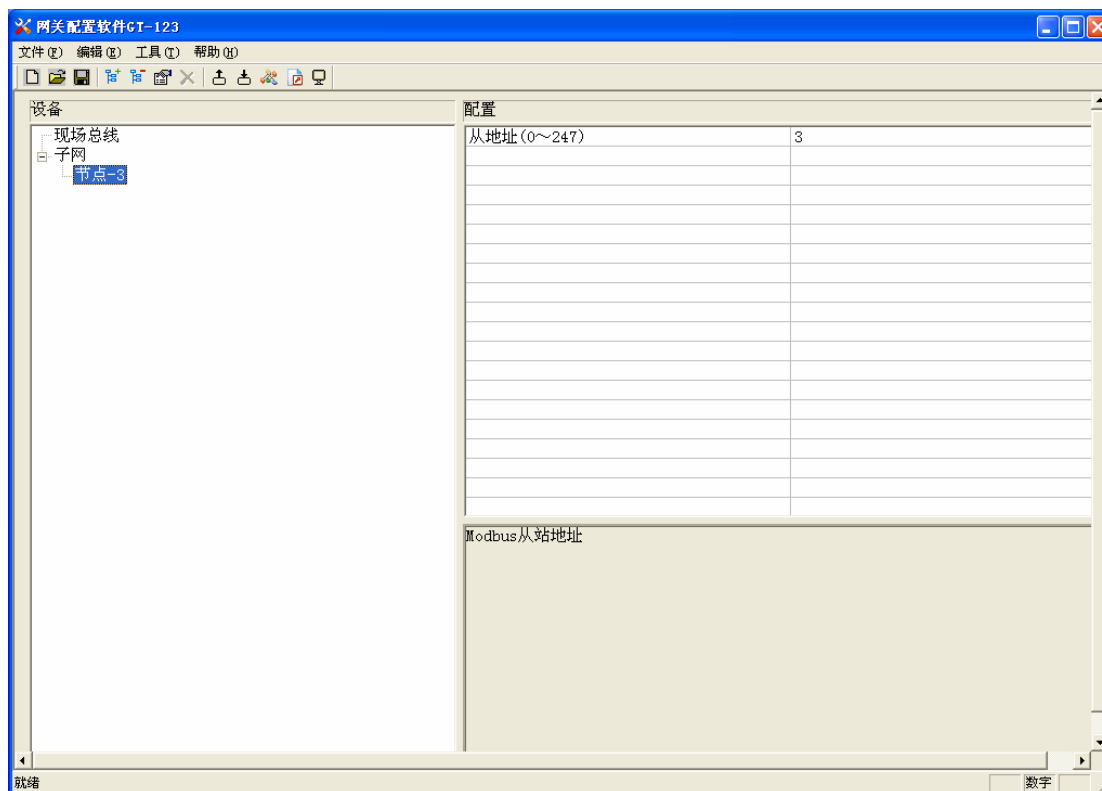 网关配置软件GT-123
文件(F) 编辑(E) 工具(T) 帮助(H)
设备
配置
现场总线
子网
节点-3
从地址(0～247) 3
Modbus从站地址
就绪 数字